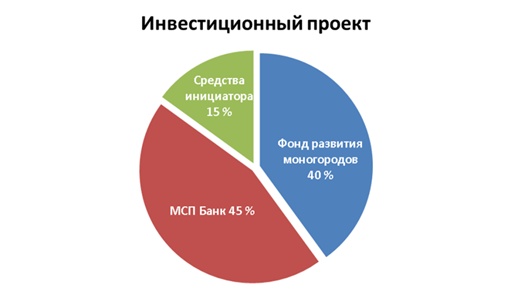 Инвестиционный проект
Средства
инициатора
15 %
Фонд развития
моногородов
40 %
МСП Банк 45 %